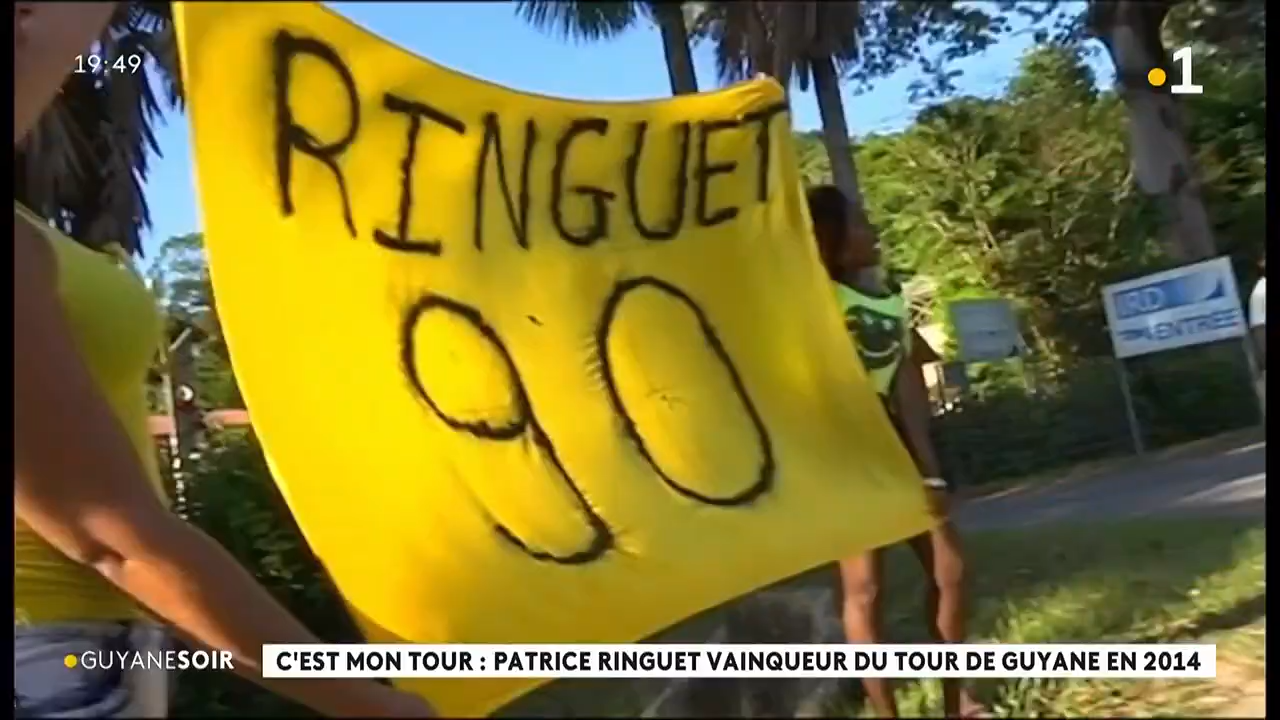 19:49
1
RINGUET
90
IRD
ENTREE
GUYANESOIR
C'EST MON TOUR : PATRICE RINGUET VAINQUEUR DU TOUR DE GUYANE EN 2014